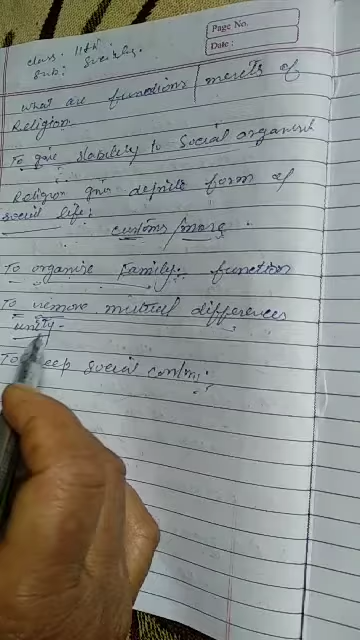 Page No.
Date :
class. 11th
Sub: Sociology.
What are functions / merits of
Religion
To give stability to Social organisat
Religion give definite form of
social life:
customs/mores
To organise Family: function
To remove mutual differences
unity-
To keep social control: